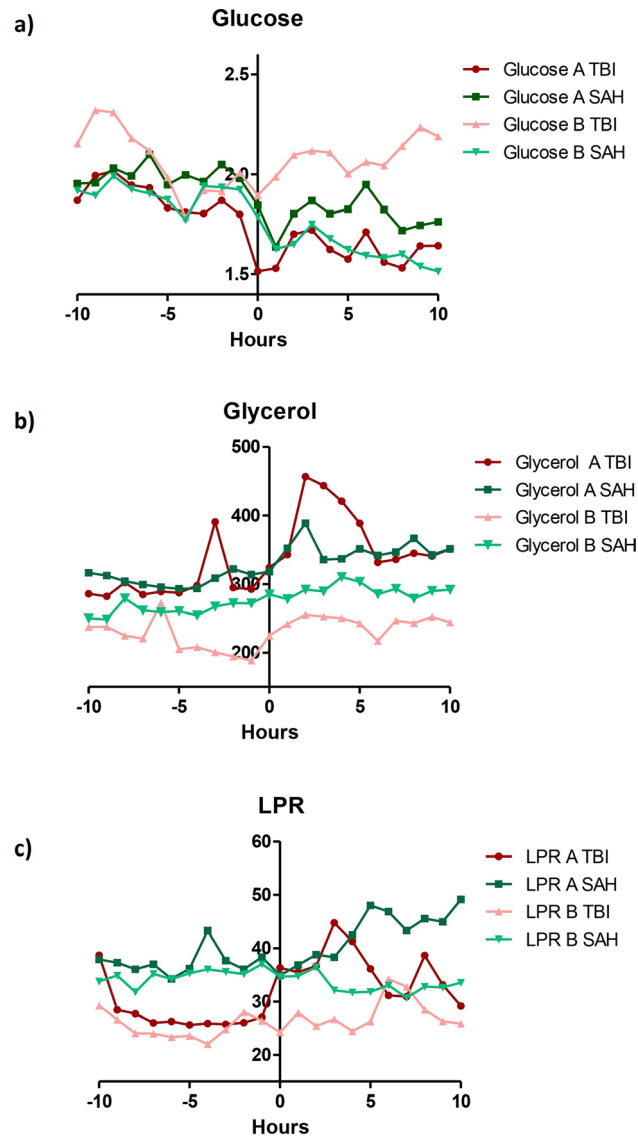 a)
Glucose
2.5
2.0
1.5
-10 -5 0 5 10
Hours
Glucose A TBI
Glucose A SAH
Glucose B TBI
Glucose B SAH
b)
Glycerol
500
400
300
200
-10 -5 0 5 10
Hours
Glycerol A TBI
Glycerol A SAH
Glycerol B TBI
Glycerol B SAH
c)
LPR
60
50
40
30
20
-10 -5 0 5 10
Hours
LPR A TBI
LPR A SAH
LPR B TBI
LPR B SAH